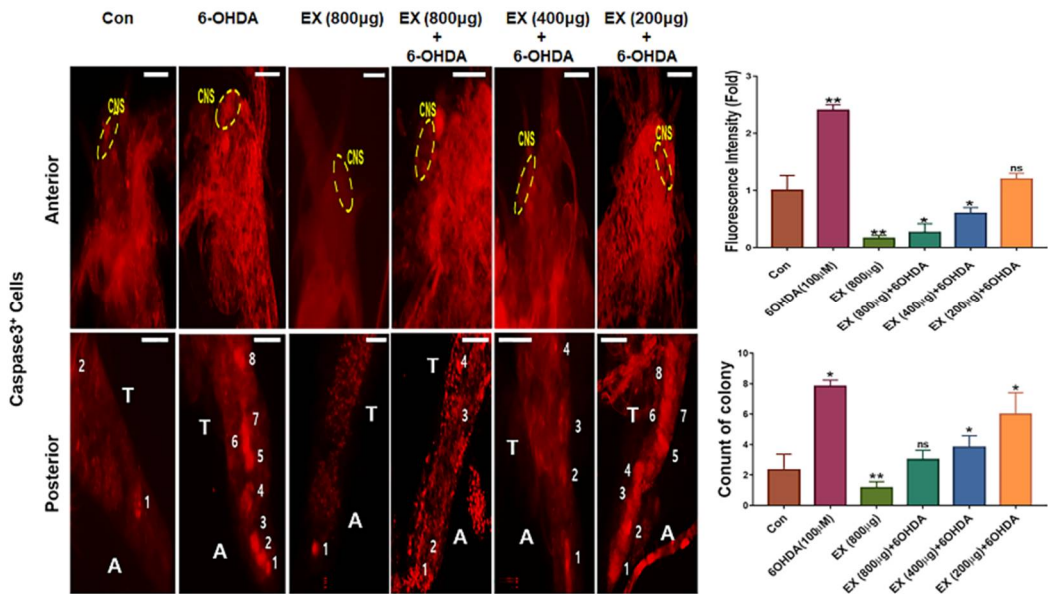 Con
6-OHDA
EX (800µg)
EX (800µg)
+
6-OHDA
EX (400µg)
+
6-OHDA
EX (200µg)
+
6-OHDA
Caspase3⁺ Cells
Anterior
CNS
CNS
CNS
CNS
CNS
CNS
Posterior
2
T
1
A
8
7
T
6
5
4
3
A
2
1
T
A
1
T
4
3
A
2
1
4
3
T
2
A
1
8
T
6
7
5
4
3
2
A
1
Fluorescence Intensity (Fold)
3
2
1
0
**
**
*
*
ns
Con
6OHDA(100µM)
EX (800µg)
EX (800µg)+6OHDA
EX (400µg)+6OHDA
EX (200µg)+6OHDA
Count of colony
10
8
6
4
2
0
*
**
ns
*
*
Con
6OHDA(100µM)
EX (800µg)
EX (800µg)+6OHDA
EX (400µg)+6OHDA
EX (200µg)+6OHDA